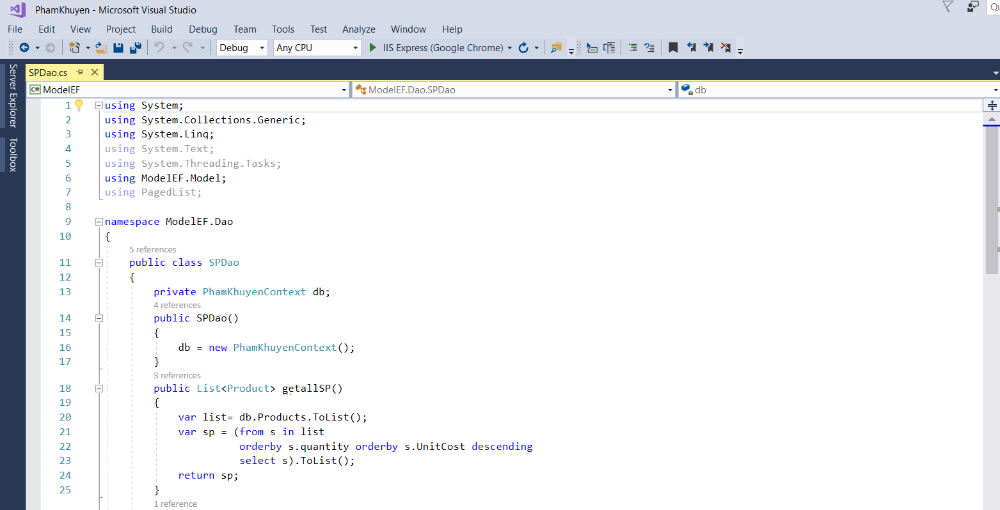 PhamKhuyen - Microsoft Visual Studio
Qu
File Edit View Project Build Debug Team Tools Test Analyze Window Help
Debug Any CPU IIS Express (Google Chrome)
Server Explorer
Toolbox
SPDao.cs
C# ModelEF ModelEF.Dao.SPDao db
1 using System;
2 using System.Collections.Generic;
3 using System.Linq;
4 using System.Text;
5 using System.Threading.Tasks;
6 using ModelEF.Model;
7 using PagedList;
8
9 namespace ModelEF.Dao
10 {
5 references
11 public class SPDao
12 {
13 private PhamKhuyenContext db;
4 references
14 public SPDao()
15 {
16 db = new PhamKhuyenContext();
17 }
3 references
18 public List<Product> getallSP()
19 {
20 var list= db.Products.ToList();
21 var sp = (from s in list
22 orderby s.quantity orderby s.UnitCost descending
23 select s).ToList();
24 return sp;
25 }
1 reference